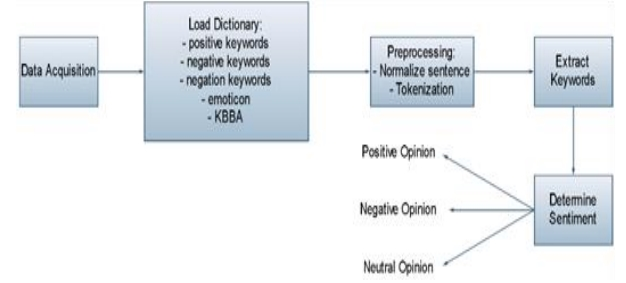 Data Acquisition
Load Dictionary:
- positive keywords
- negative keywords
- negation keywords
- emoticon
- KBBA
Preprocessing:
- Normalize sentence
- Tokenization
Extract
Keywords
Determine
Sentiment
Positive Opinion
Negative Opinion
Neutral Opinion